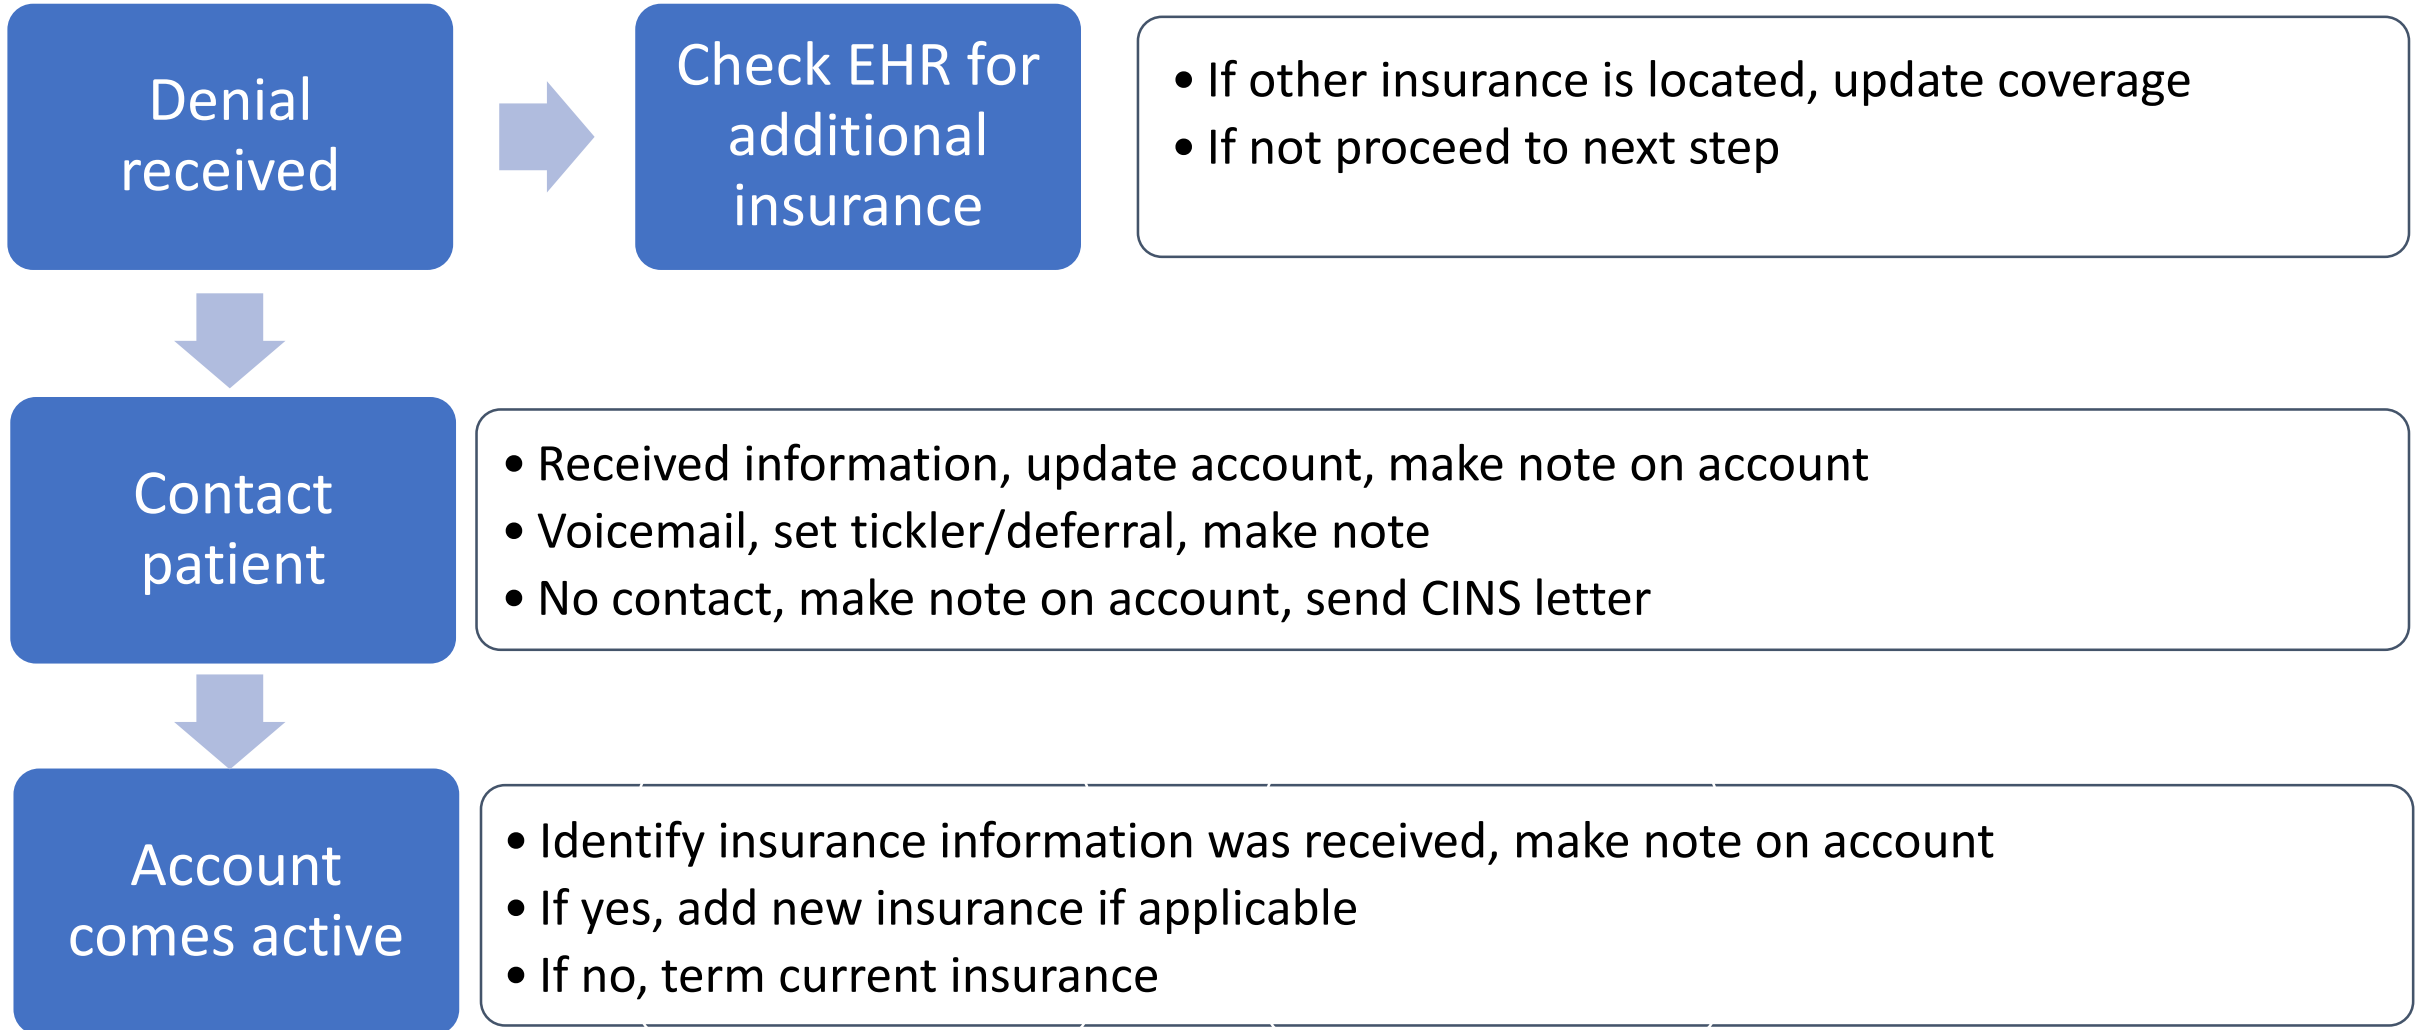 Denial
received
Check EHR for
additional
insurance
• If other insurance is located, update coverage
• If not proceed to next step
Contact
patient
• Received information, update account, make note on account
• Voicemail, set tickler/deferral, make note
• No contact, make note on account, send CINS letter
Account
comes active
• Identify insurance information was received, make note on account
• If yes, add new insurance if applicable
• If no, term current insurance